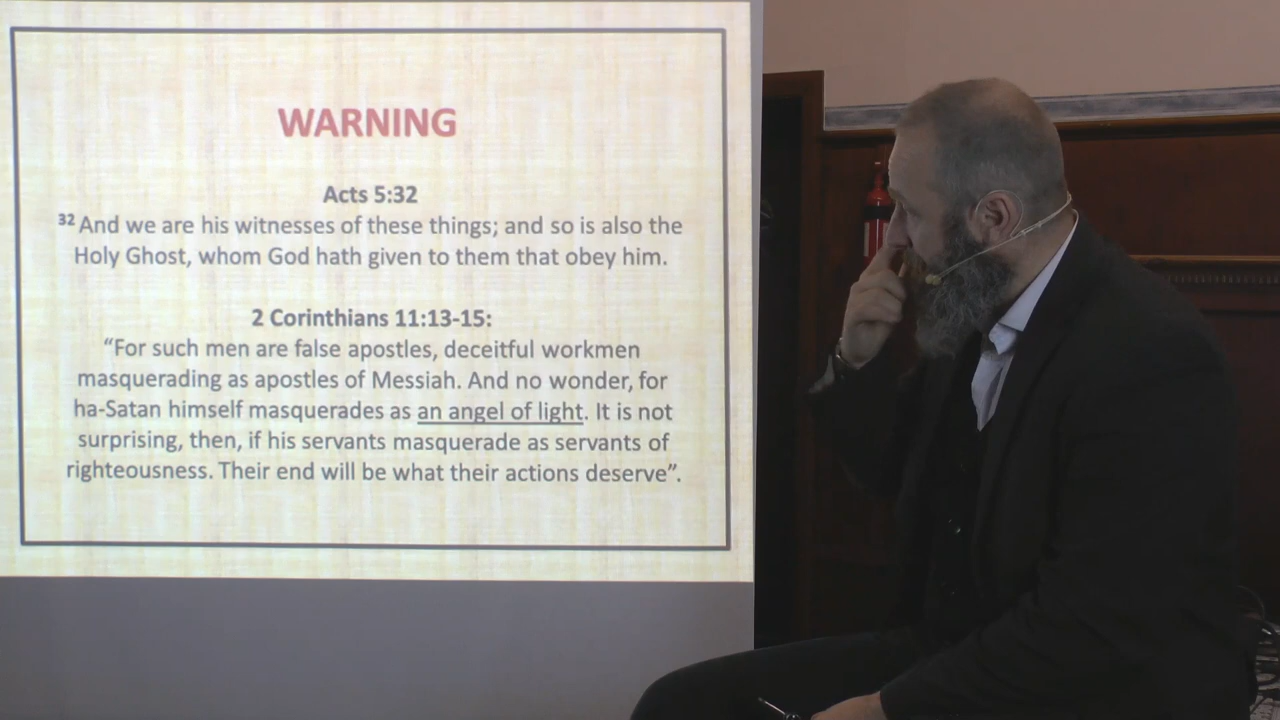 WARNING
Acts 5:32
³² And we are his witnesses of these things; and so is also the
Holy Ghost, whom God hath given to them that obey him.
2 Corinthians 11:13-15:
“For such men are false apostles, deceitful workmen
masquerading as apostles of Messiah. And no wonder, for
ha-Satan himself masquerades as an angel of light. It is not
surprising, then, if his servants masquerade as servants of
righteousness. Their end will be what their actions deserve”.